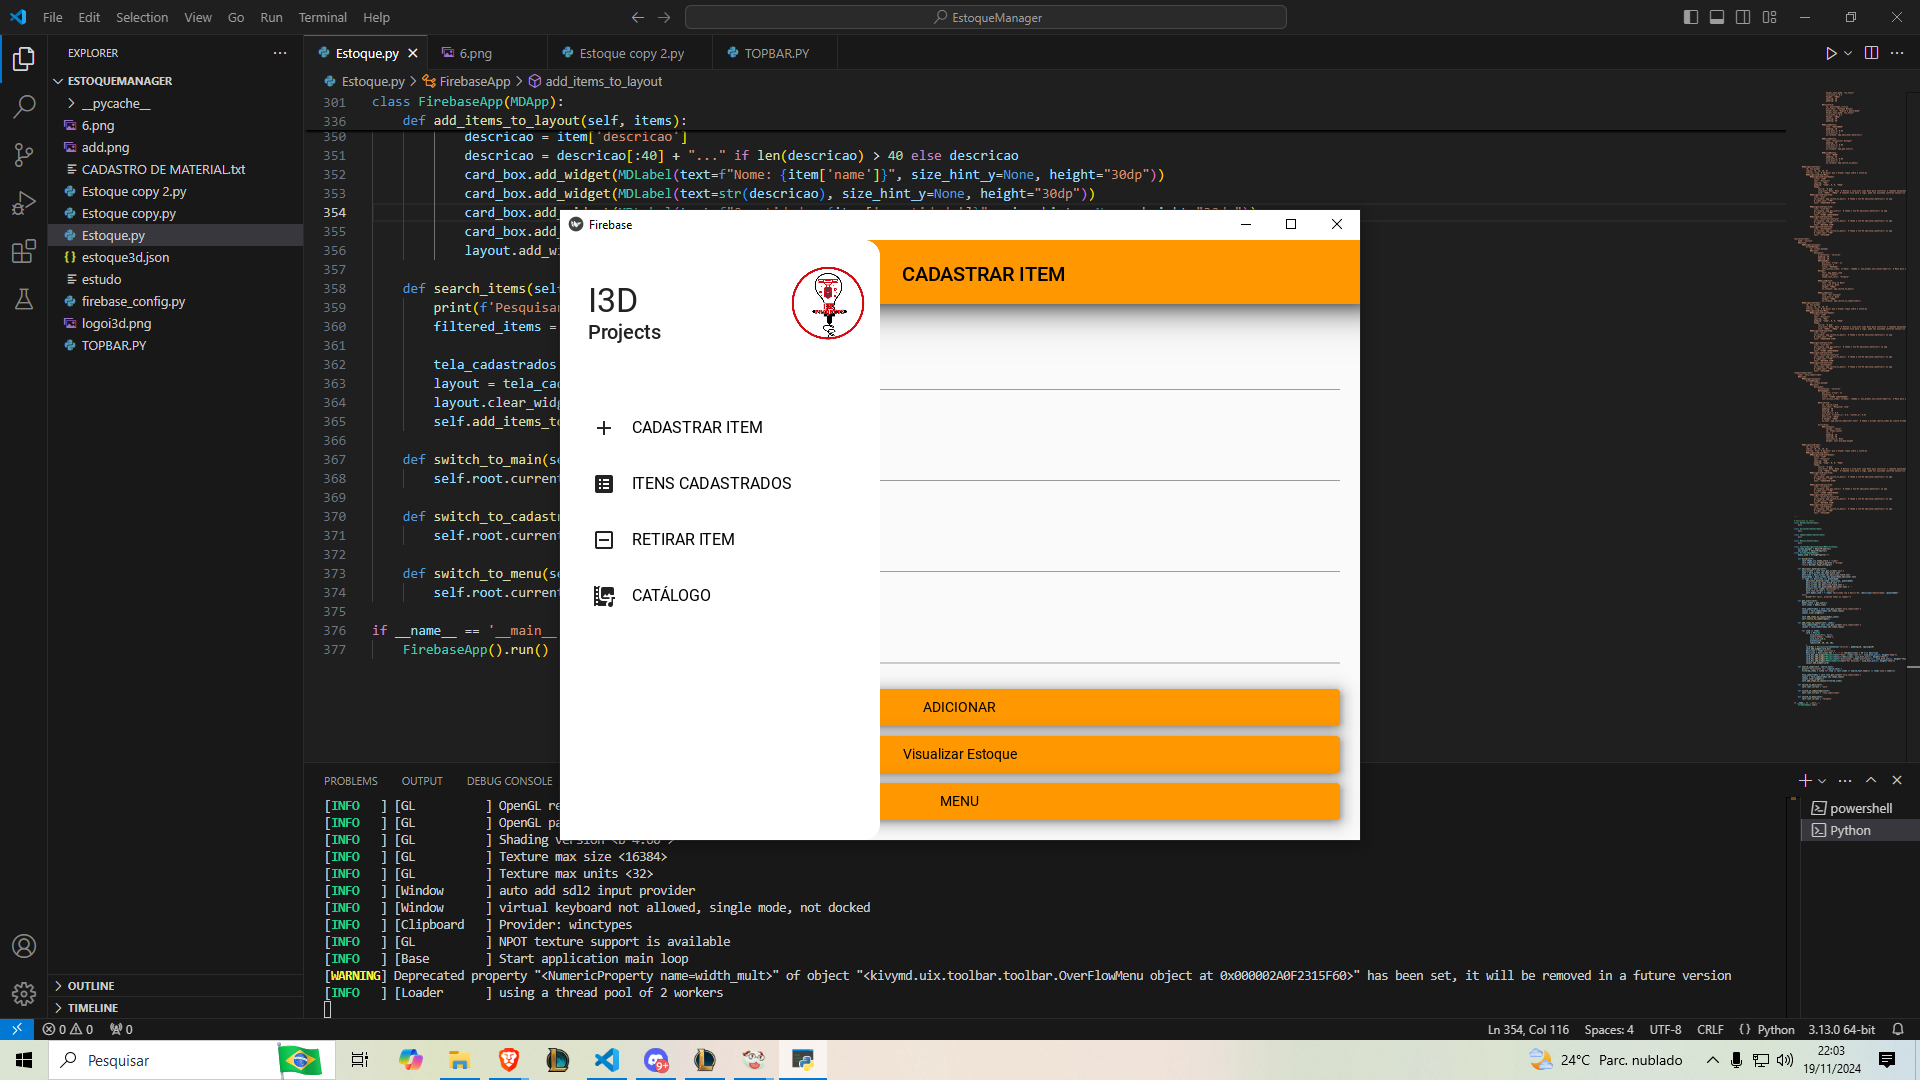 File Edit Selection View Go Run Terminal Help
EstoqueManager
EXPLORER
ESTOQUEMANAGER
__pycache__
6.png
add.png
CADASTRO DE MATERIAL.txt
Estoque copy 2.py
Estoque copy.py
Estoque.py
estoque3d.json
estudo
firebase_config.py
logoi3d.png
TOPBAR.PY
OUTLINE
TIMELINE
Estoque.py 6.png Estoque copy 2.py TOPBAR.PY
Estoque.py > FirebaseApp > add_items_to_layout
301 class FirebaseApp(MDApp):
336 def add_items_to_layout(self, items):
350 descricao = item['descricao']
351 descricao = descricao[:40] + "..." if len(descricao) > 40 else descricao
352 card_box.add_widget(MDLabel(text=f"Nome: {item['name']}", size_hint_y=None, height="30dp"))
353 card_box.add_widget(MDLabel(text=str(descricao), size_hint_y=None, height="30dp"))
354 card_box.add_
355 card_box.add_
356 layout.add_wi
357
358 def search_items(sel
359 print(f'Pesquisan
360 filtered_items =
361
362 tela_cadastrados
363 layout = tela_cad
364 layout.clear_widg
365 self.add_items_to
366
367 def switch_to_main(se
368 self.root.current
369
370 def switch_to_cadastr
371 self.root.current
372
373 def switch_to_menu(se
374 self.root.current
375
376 if __name__ == '__main__
377 FirebaseApp().run()
Firebase
I3D
Projects
CADASTRAR ITEM
ITENS CADASTRADOS
RETIRAR ITEM
CATÁLOGO
CADASTRAR ITEM
ADICIONAR
Visualizar Estoque
MENU
PROBLEMS OUTPUT DEBUG CONSOLE
[INFO ] [GL ] OpenGL re
[INFO ] [GL ] OpenGL pa
[INFO ] [GL ] Shading version
[INFO ] [GL ] Texture max size <16384>
[INFO ] [GL ] Texture max units <32>
[INFO ] [Window ] auto add sdl2 input provider
[INFO ] [Window ] virtual keyboard not allowed, single mode, not docked
[INFO ] [Clipboard ] Provider: winctypes
[INFO ] [GL ] NPOT texture support is available
[INFO ] [Base ] Start application main loop
[WARNING] Deprecated property "<NumericProperty name=width_mult>" of object "<kivymd.uix.toolbar.toolbar.OverFlowMenu object at 0x000002A0F2315F60>" has been set, it will be removed in a future version
[INFO ] [Loader ] using a thread pool of 2 workers
powershell
Python
0 0 0
Ln 354, Col 116 Spaces: 4 UTF-8 CRLF {} Python 3.13.0 64-bit
Pesquisar
9+
24°C Parc. nublado
22:03
19/11/2024